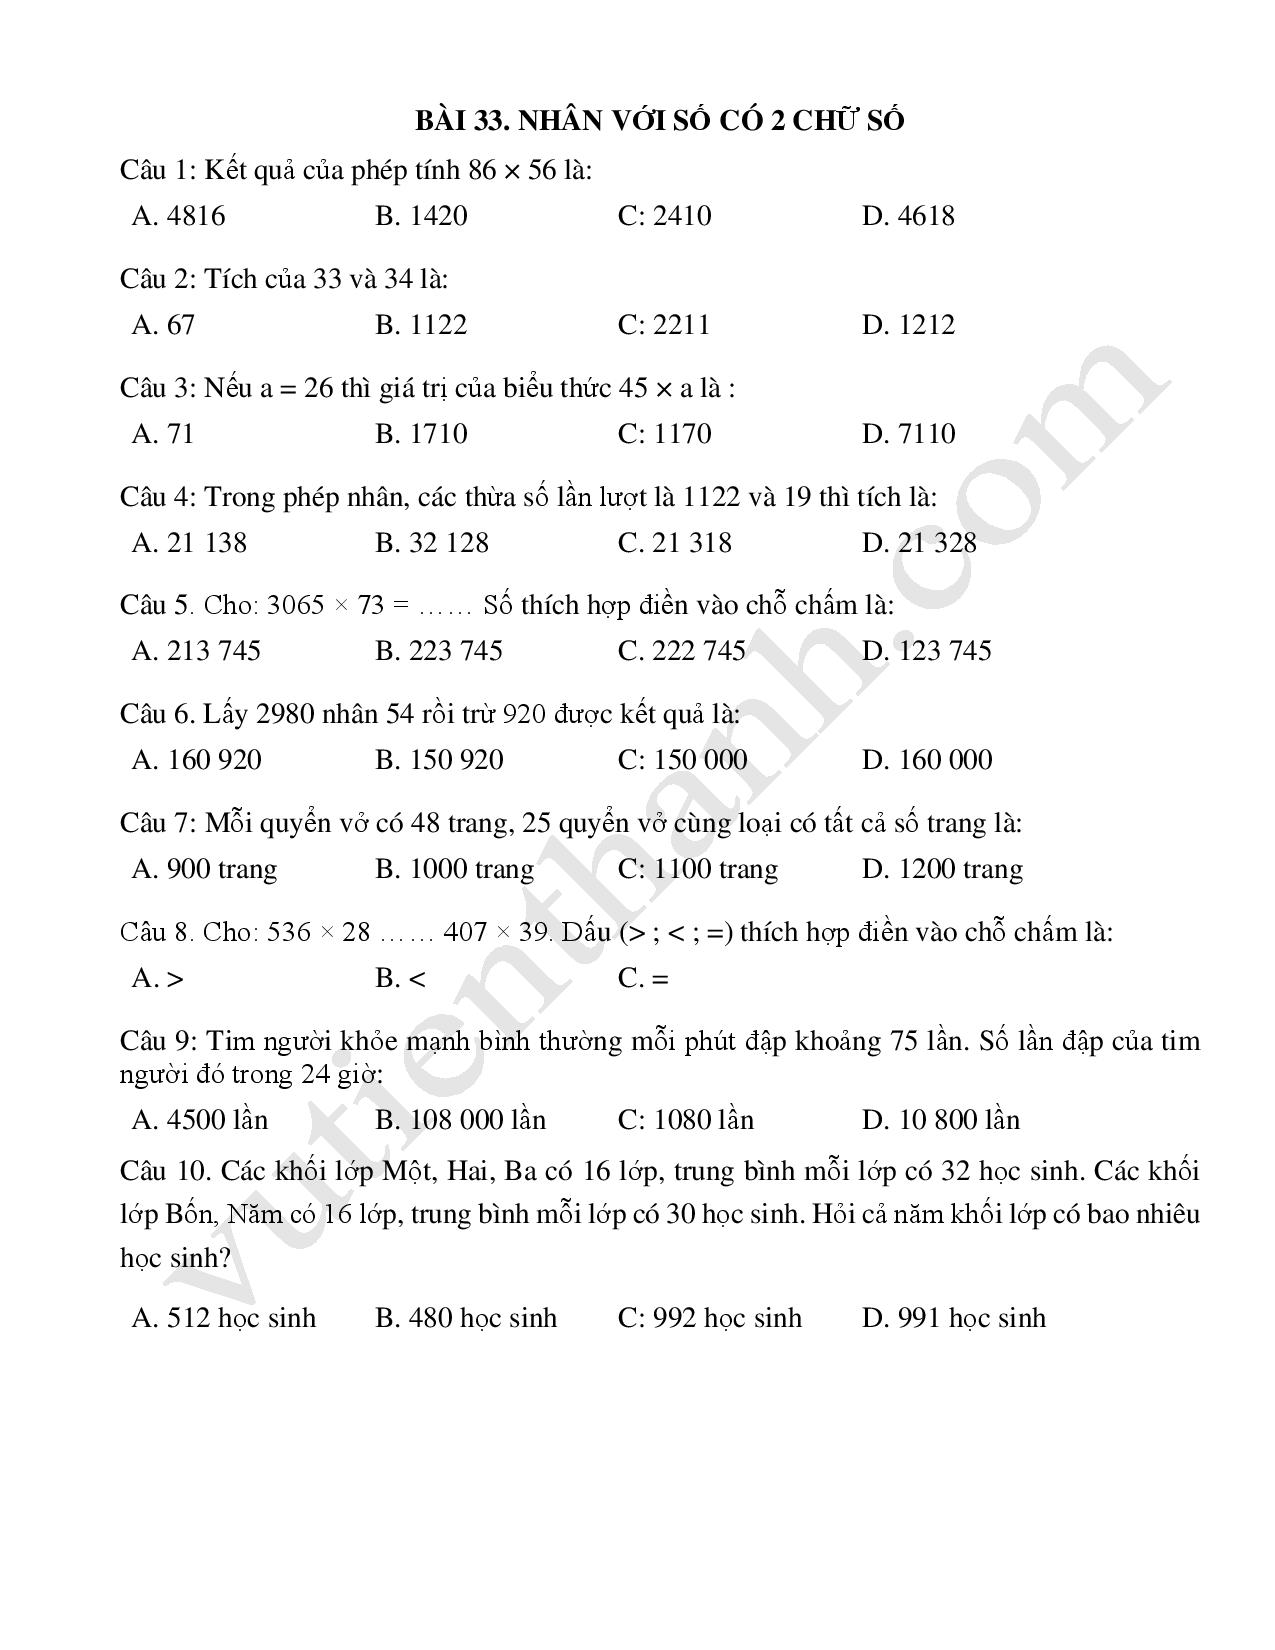 BÀI 33. NHÂN VỚI SỐ CÓ 2 CHỮ SỐ
Câu 1: Kết quả của phép tính 86 × 56 là:
A. 4816 B. 1420 C: 2410 D. 4618
Câu 2: Tích của 33 và 34 là:
A. 67 B. 1122 C: 2211 D. 1212
Câu 3: Nếu a = 26 thì giá trị của biểu thức 45 × a là :
A. 71 B. 1710 C: 1170 D. 7110
Câu 4: Trong phép nhân, các thừa số lần lượt là 1122 và 19 thì tích là:
A. 21 138 B. 32 128 C. 21 318 D. 21 328
Câu 5. Cho: 3065 × 73 = …… Số thích hợp điền vào chỗ chấm là:
A. 213 745 B. 223 745 C. 222 745 D. 123 745
Câu 6. Lấy 2980 nhân 54 rồi trừ 920 được kết quả là:
A. 160 920 B. 150 920 C: 150 000 D. 160 000
Câu 7: Mỗi quyển vở có 48 trang, 25 quyển vở cùng loại có tất cả số trang là:
A. 900 trang B. 1000 trang C: 1100 trang D. 1200 trang
Câu 8. Cho: 536 × 28 …… 407 × 39. Dấu (> ; < ; =) thích hợp điền vào chỗ chấm là:
A. > B. < C. =
Câu 9: Tim người khỏe mạnh bình thường mỗi phút đập khoảng 75 lần. Số lần đập của tim
người đó trong 24 giờ:
A. 4500 lần B. 108 000 lần C: 1080 lần D. 10 800 lần
Câu 10. Các khối lớp Một, Hai, Ba có 16 lớp, trung bình mỗi lớp có 32 học sinh. Các khối
lớp Bốn, Năm có 16 lớp, trung bình mỗi lớp có 30 học sinh. Hỏi cả năm khối lớp có bao nhiêu
học sinh?
A. 512 học sinh B. 480 học sinh C: 992 học sinh D. 991 học sinh
vutienthanh.com